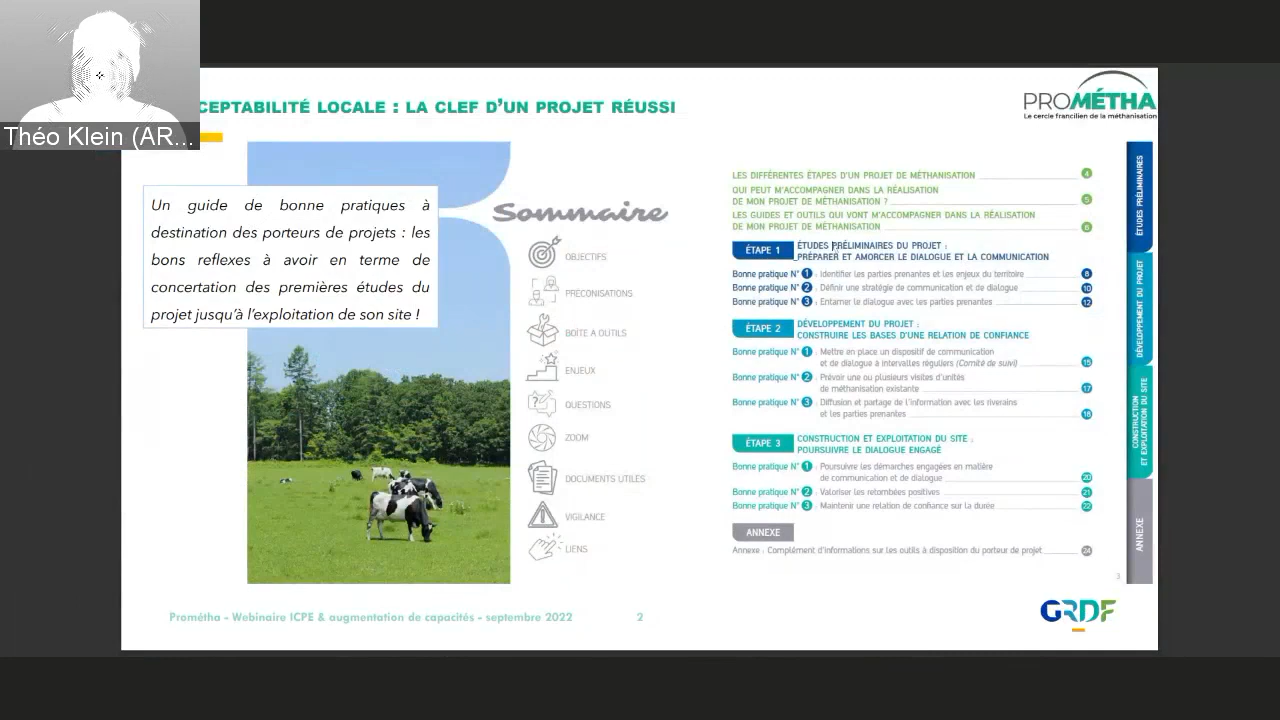 Théo Klein (AR...
CEPTABILITÉ LOCALE : LA CLEF D'UN PROJET RÉUSSI
PROMÉTHA
Le cercle francilien de la méthanisation
Un guide de bonne pratiques à
destination des porteurs de projets : les
bons reflexes à avoir en terme de
concertation des premières études du
projet jusqu'à l'exploitation de son site !
Sommaire
OBJECTIFS
PRÉCONISATIONS
BOÎTE A OUTILS
ENJEUX
QUESTIONS
ZOOM
DOCUMENTS UTILES
VIGILANCE
LIENS
LES DIFFÉRENTES ÉTAPES D'UN PROJET DE MÉTHANISATION 4
QUI PEUT M'ACCOMPAGNER DANS LA RÉALISATION
DE MON PROJET DE MÉTHANISATION ? 5
LES GUIDES ET OUTILS QUI VONT M'ACCOMPAGNER DANS LA RÉALISATION
DE MON PROJET DE MÉTHANISATION 6
ÉTAPE 1 ÉTUDES PRÉLIMINAIRES DU PROJET :
PRÉPARER ET AMORCER LE DIALOGUE ET LA COMMUNICATION
Bonne pratique N° 1 : Identifier les parties prenantes et les enjeux du territoire 8
Bonne pratique N° 2 : Définir une stratégie de communication et de dialogue 10
Bonne pratique N° 3 : Entamer le dialogue avec les parties prenantes 12
ÉTAPE 2 DÉVELOPPEMENT DU PROJET :
CONSTRUIRE LES BASES D'UNE RELATION DE CONFIANCE
Bonne pratique N° 1 : Mettre en place un dispositif de communication
et de dialogue à intervalles réguliers (Comité de suivi) 15
Bonne pratique N° 2 : Prévoir une ou plusieurs visites d'unités
de méthanisation existante 17
Bonne pratique N° 3 : Diffusion et partage de l'information avec les riverains
et les parties prenantes 18
ÉTAPE 3 CONSTRUCTION ET EXPLOITATION DU SITE :
POURSUIVRE LE DIALOGUE ENGAGÉ
Bonne pratique N° 1 : Poursuivre les démarches engagées en matière
de communication et de dialogue 20
Bonne pratique N° 2 : Valoriser les retombées positives 21
Bonne pratique N° 3 : Maintenir une relation de confiance sur la durée 22
ANNEXE
Annexe : Complément d'informations sur les outils à disposition du porteur de projet 24
3
ÉTUDES PRÉLIMINAIRES
DÉVELOPPEMENT DU PROJET
CONSTRUCTION
ET EXPLOITATION DU SITE
ANNEXE
Prométha - Webinaire ICPE & augmentation de capacités - septembre 2022 2
GRDF